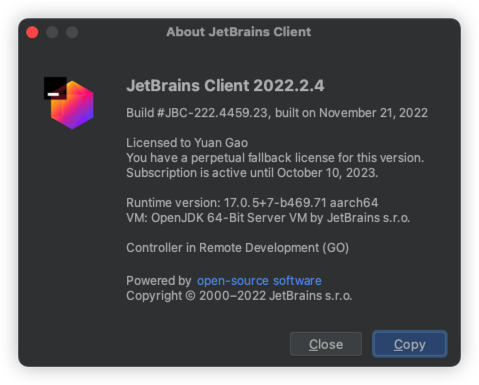 About JetBrains Client
JetBrains Client 2022.2.4
Build #JBC-222.4459.23, built on November 21, 2022
Licensed to Yuan Gao
You have a perpetual fallback license for this version.
Subscription is active until October 10, 2023.
Runtime version: 17.0.5+7-b469.71 aarch64
VM: OpenJDK 64-Bit Server VM by JetBrains s.r.o.
Controller in Remote Development (GO)
Powered by open-source software
Copyright © 2000–2022 JetBrains s.r.o.
Close Copy